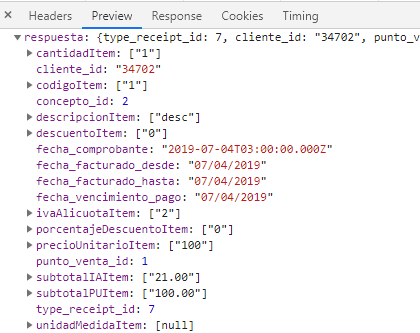 Headers Preview Response Cookies Timing
respuesta: {type_receipt_id: 7, cliente_id: "34702", punto_v
cantidadItem: ["1"]
cliente_id: "34702"
codigoItem: ["1"]
concepto_id: 2
descripcionItem: ["desc"]
descuentoItem: ["0"]
fecha_comprobante: "2019-07-04T03:00:00.000Z"
fecha_facturado_desde: "07/04/2019"
fecha_facturado_hasta: "07/04/2019"
fecha_vencimiento_pago: "07/04/2019"
ivaAlicuotaItem: ["2"]
porcentajeDescuentoItem: ["0"]
precioUnitarioItem: ["100"]
punto_venta_id: 1
subtotalIAItem: ["21.00"]
subtotalPUItem: ["100.00"]
type_receipt_id: 7
unidadMedidaItem: [null]